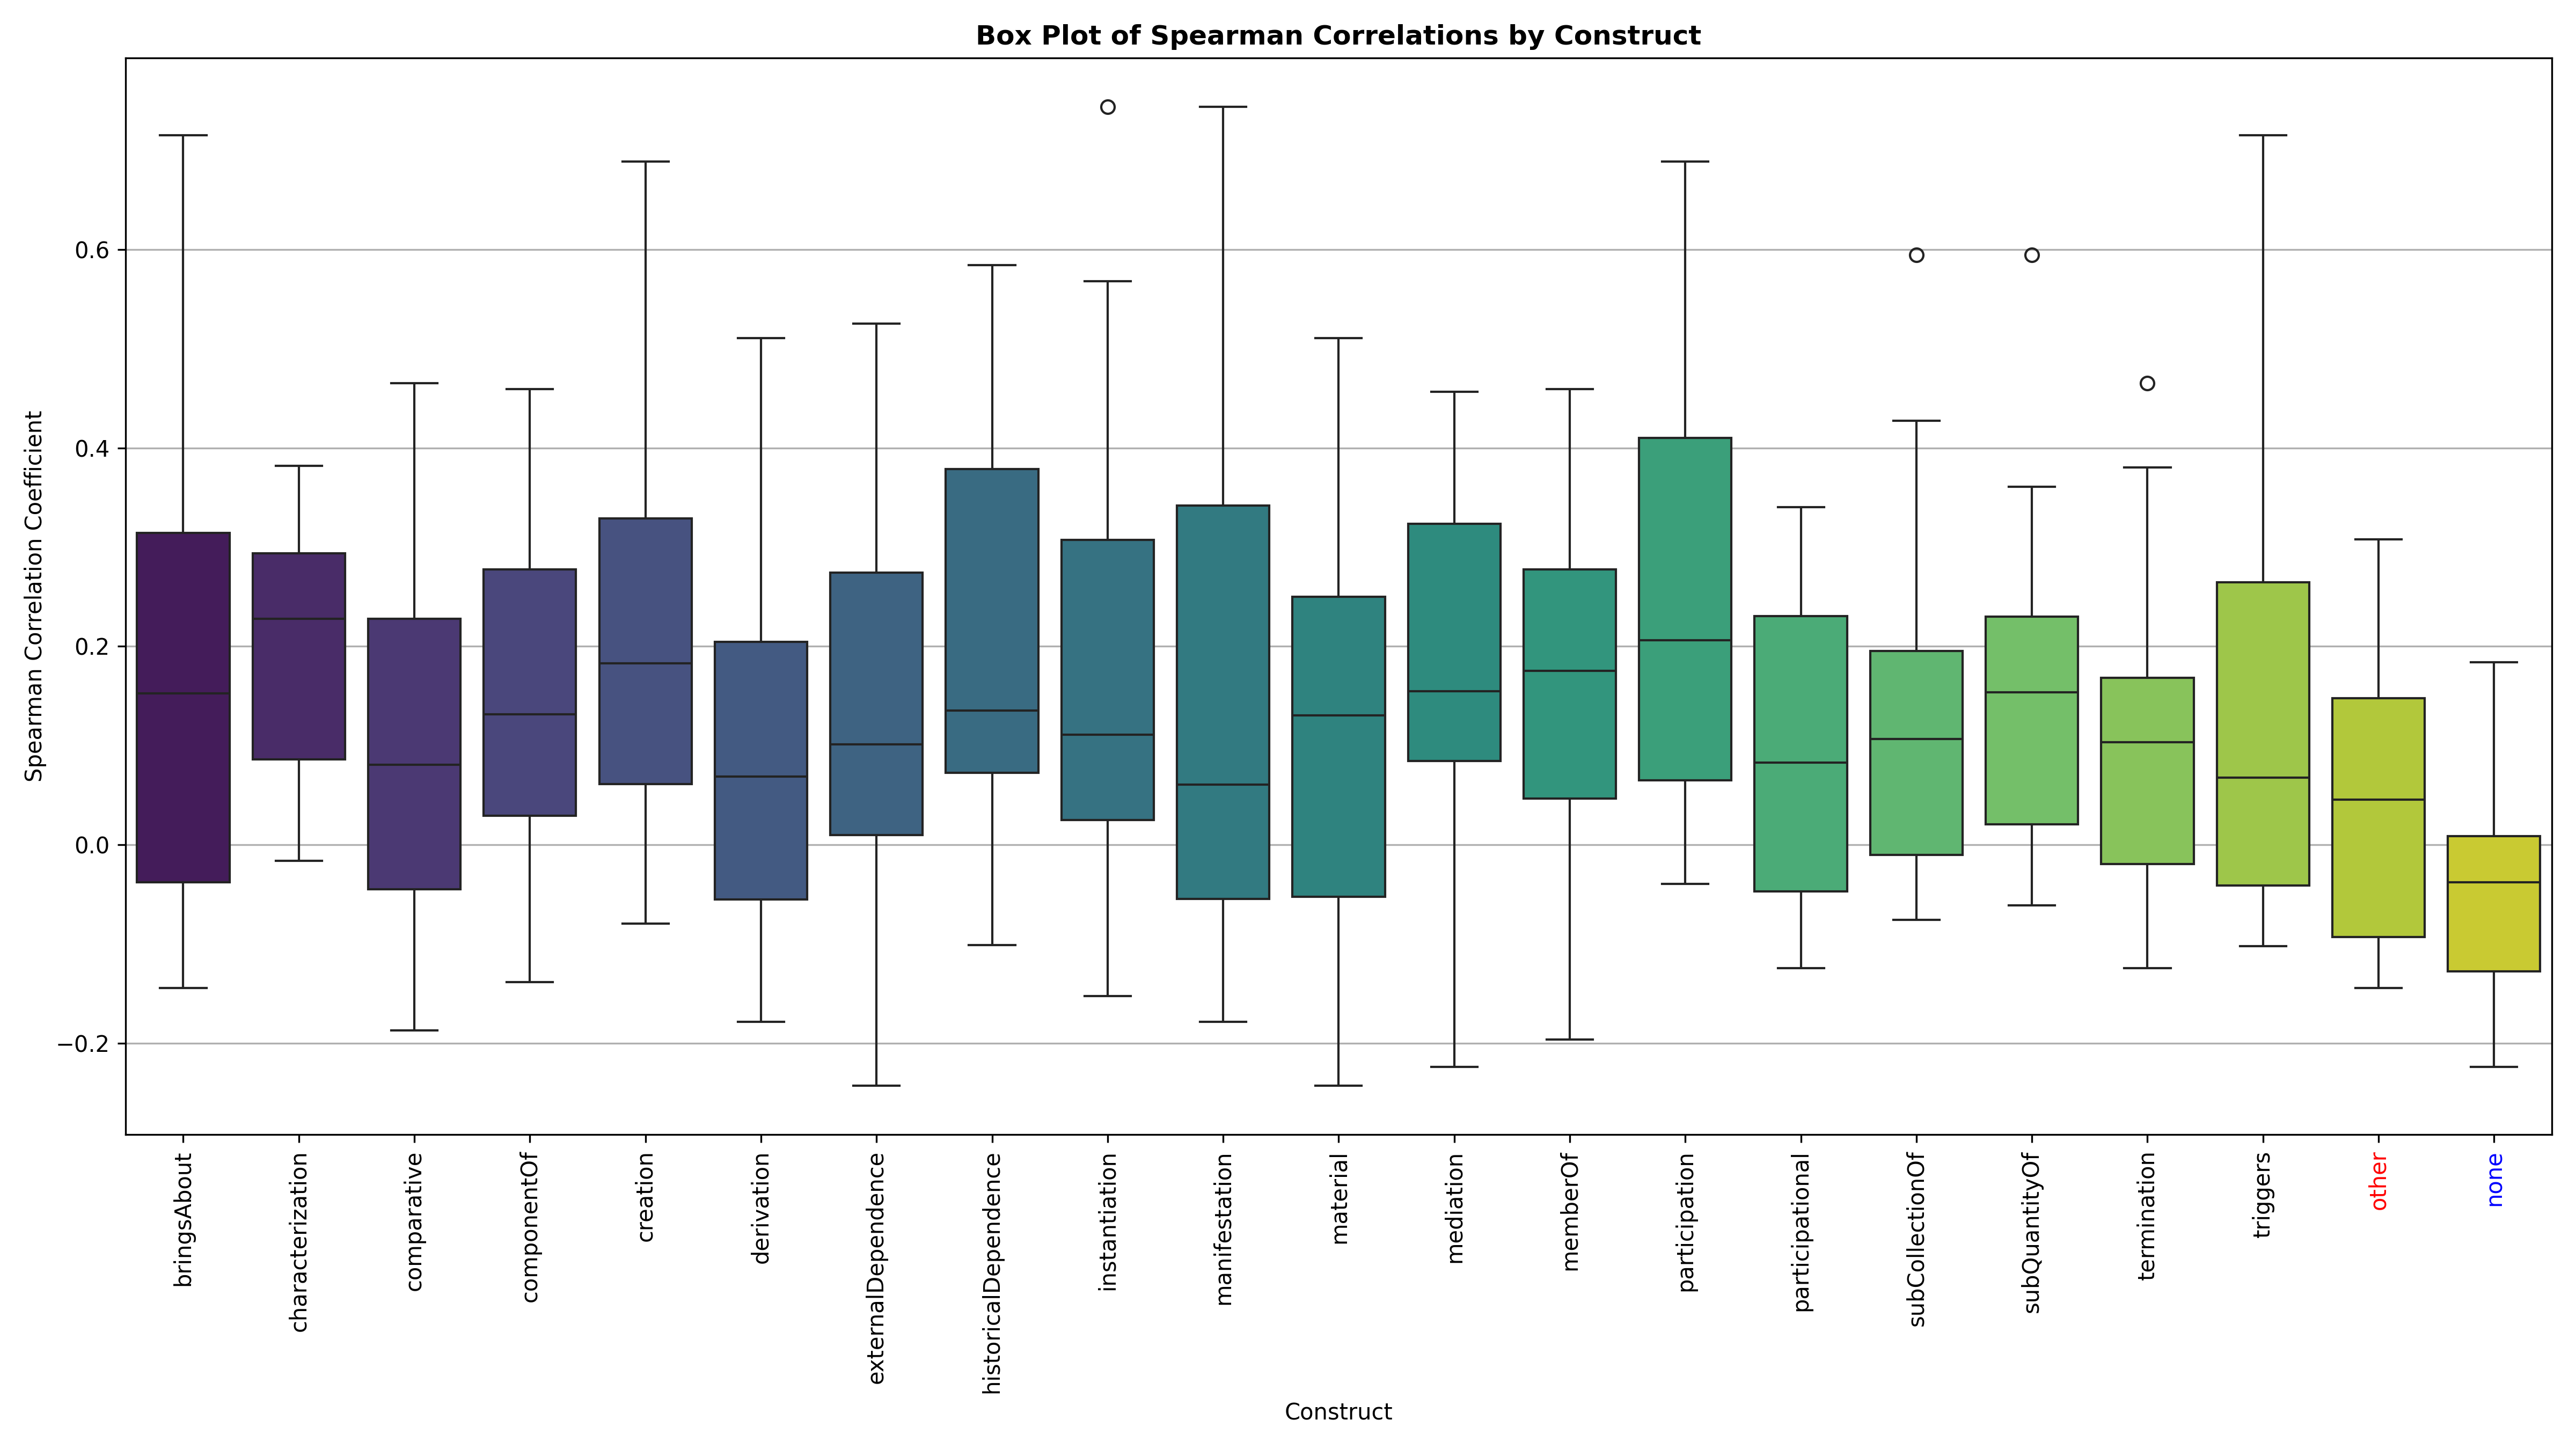 Box Plot of Spearman Correlations by Construct
Spearman Correlation Coefficient
0.6
0.4
0.2
0.0
−0.2
bringsAbout
characterization
comparative
componentOf
creation
derivation
externalDependence
historicalDependence
instantiation
manifestation
material
mediation
memberOf
participation
participational
subCollectionOf
subQuantityOf
termination
triggers
other
none
Construct